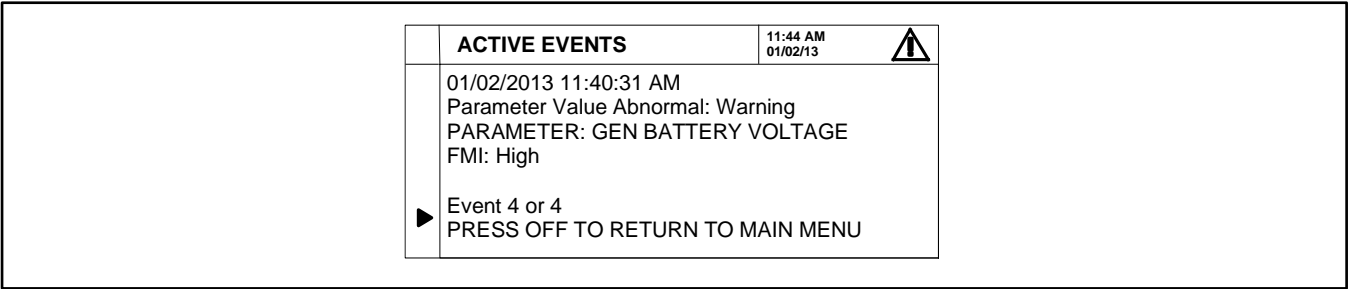 ACTIVE EVENTS
11:44 AM
01/02/13
01/02/2013 11:40:31 AM
Parameter Value Abnormal: Warning
PARAMETER: GEN BATTERY VOLTAGE
FMI: High
Event 4 or 4
PRESS OFF TO RETURN TO MAIN MENU